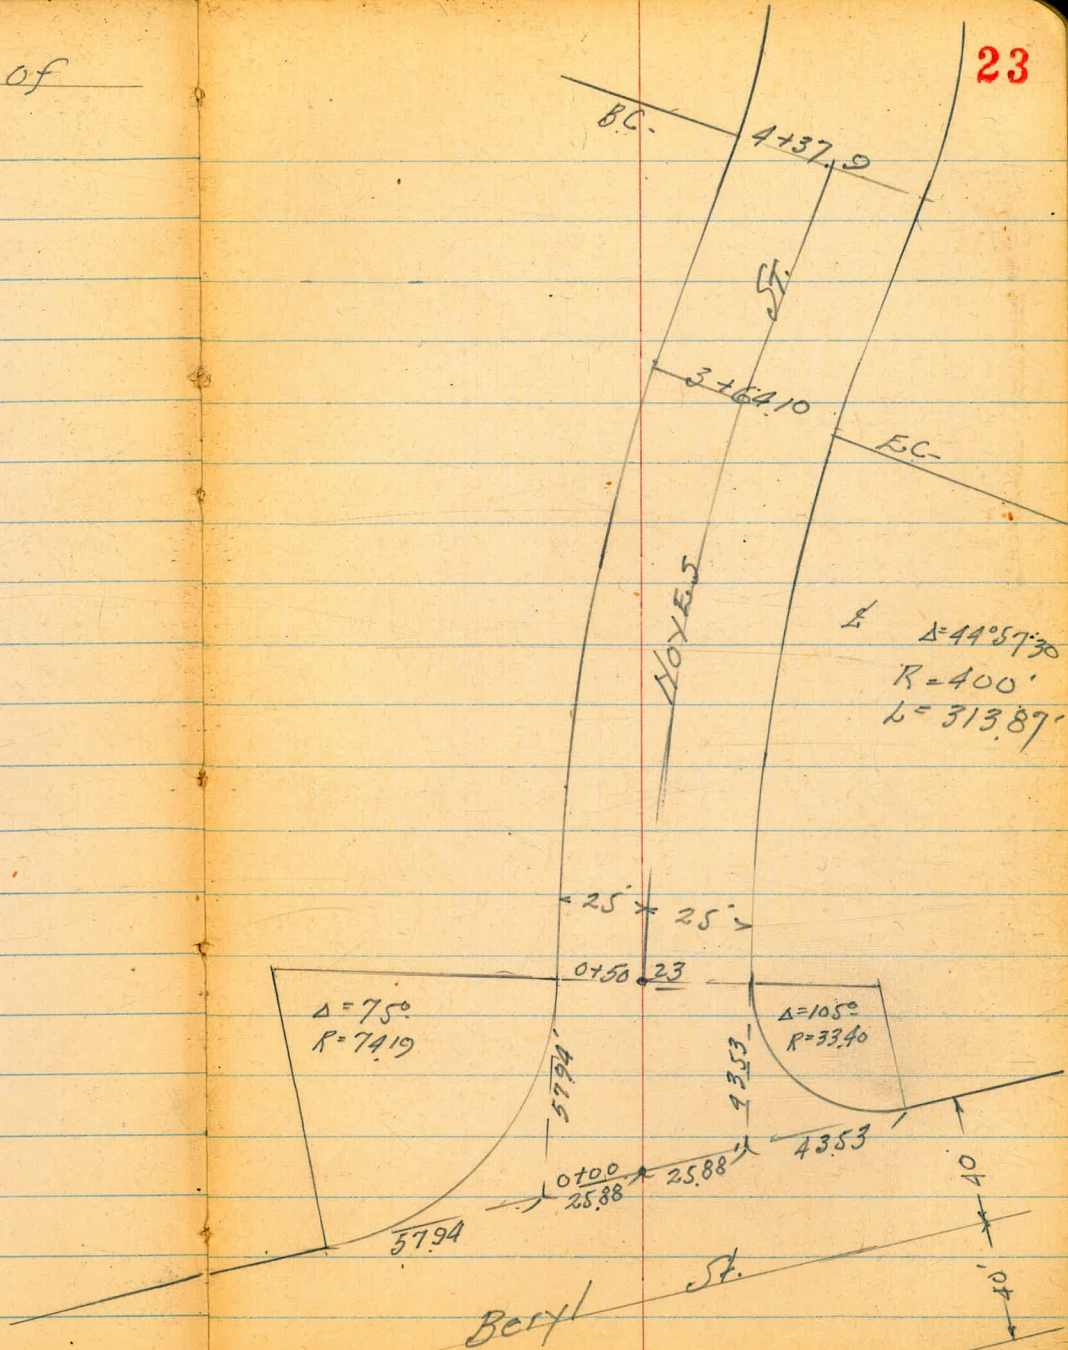 of
23
B.C.
4+37.9
St.
3+64.10
E.C.
NOYES
℄ Δ=44°57'30
R=400'
L=313.87'
25' 25'
0+50 23
Δ=75°
R=74.19
Δ=105°
R=33.40
57.94'
43.53
43.53
0+00
25.88
25.88
57.94
40
40'
Beryl St.